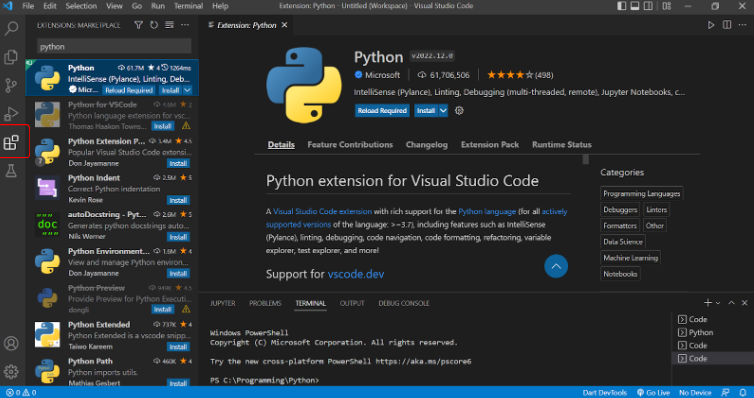 File Edit Selection View Go Run Terminal Help
Extension: Python - Untitled (Workspace) - Visual Studio Code
EXTENSIONS: MARKETPLACE
python
Python 61.7M 4 1264ms
IntelliSense (Pylance), Linting, Deb...
Micr... Reload Required Install
Python for VSCode 2
Python language extension for vsc...
Thomas Haakon Towns... Install
Python Extension P... 3.4M 4.5
Popular Visual Studio Code extensi...
Don Jayamanne Install
Python Indent 2.5M 5
Correct Python indentation
Kevin Rose Install
autoDocstring - Pyt... 2.6M 5
Generates python docstrings autom...
Nils Werner Install
Python Environment... 1.6M 4
View and manage Python environ...
Don Jayamanne Install
Python Preview 949K 4.5
Provide Preview for Python Executi...
dongli Install
Python Extended 737K 4
Python Extended is a vscode snipp...
Taiwo Kareem Install
Python Path 460K 4
Python imports utils.
Mathias Gesbert Install
Extension: Python
Python v2022.12.0
Microsoft 61,706,506 (498)
IntelliSense (Pylance), Linting, Debugging (multi-threaded, remote), Jupyter Notebooks, c...
Reload Required Install
Details Feature Contributions Changelog Extension Pack Runtime Status
Python extension for Visual Studio Code
A Visual Studio Code extension with rich support for the Python language (for all actively
supported versions of the language: >=3.7), including features such as IntelliSense
(Pylance), linting, debugging, code navigation, code formatting, refactoring, variable
explorer, test explorer, and more!
Support for vscode.dev
Categories
Programming Languages
Debuggers Linters
Formatters Other
Data Science
Machine Learning
Notebooks
JUPYTER PROBLEMS TERMINAL OUTPUT DEBUG CONSOLE
Windows PowerShell
Copyright (C) Microsoft Corporation. All rights reserved.
Try the new cross-platform PowerShell https://aka.ms/pscore6
PS C:\Programming\Python>
Code
Python
Code
Code
0 0 Dart DevTools Go Live No Device Prettier